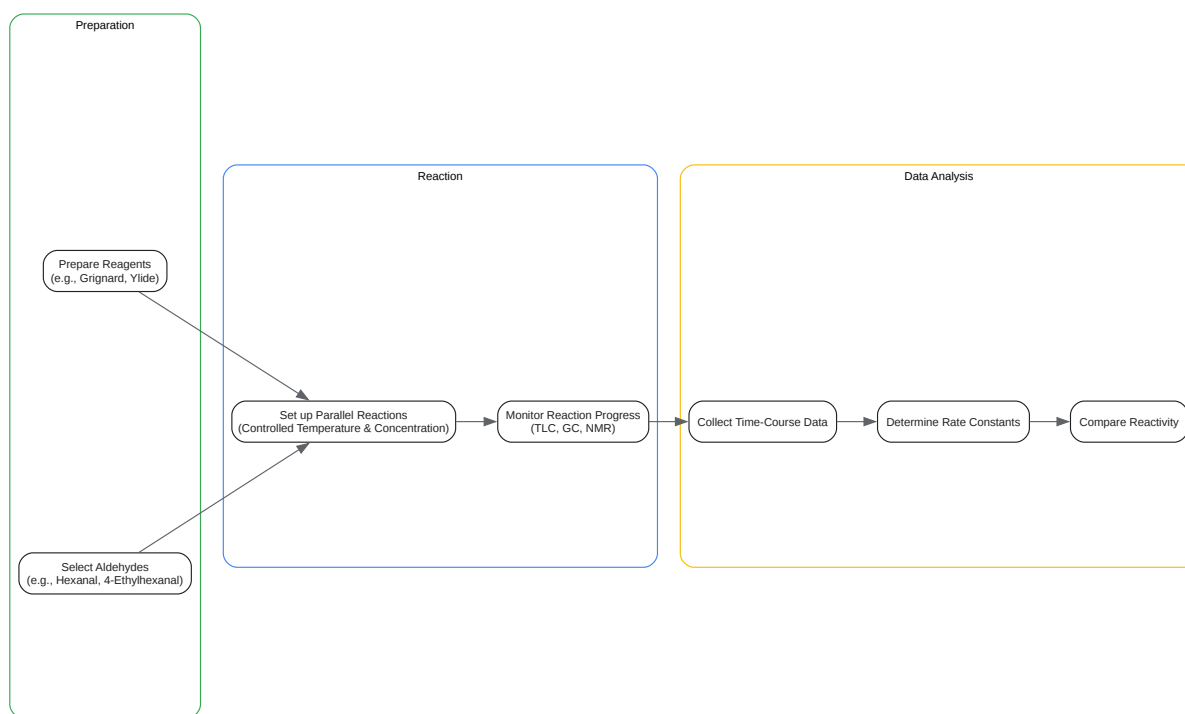 Preparation
Prepare Reagents
(e.g., Grignard, Ylide)
Select Aldehydes
(e.g., Hexanal, 4-Ethylhexanal)
Reaction
Set up Parallel Reactions
(Controlled Temperature & Concentration)
Monitor Reaction Progress
(TLC, GC, NMR)
Data Analysis
Collect Time-Course Data
Determine Rate Constants
Compare Reactivity